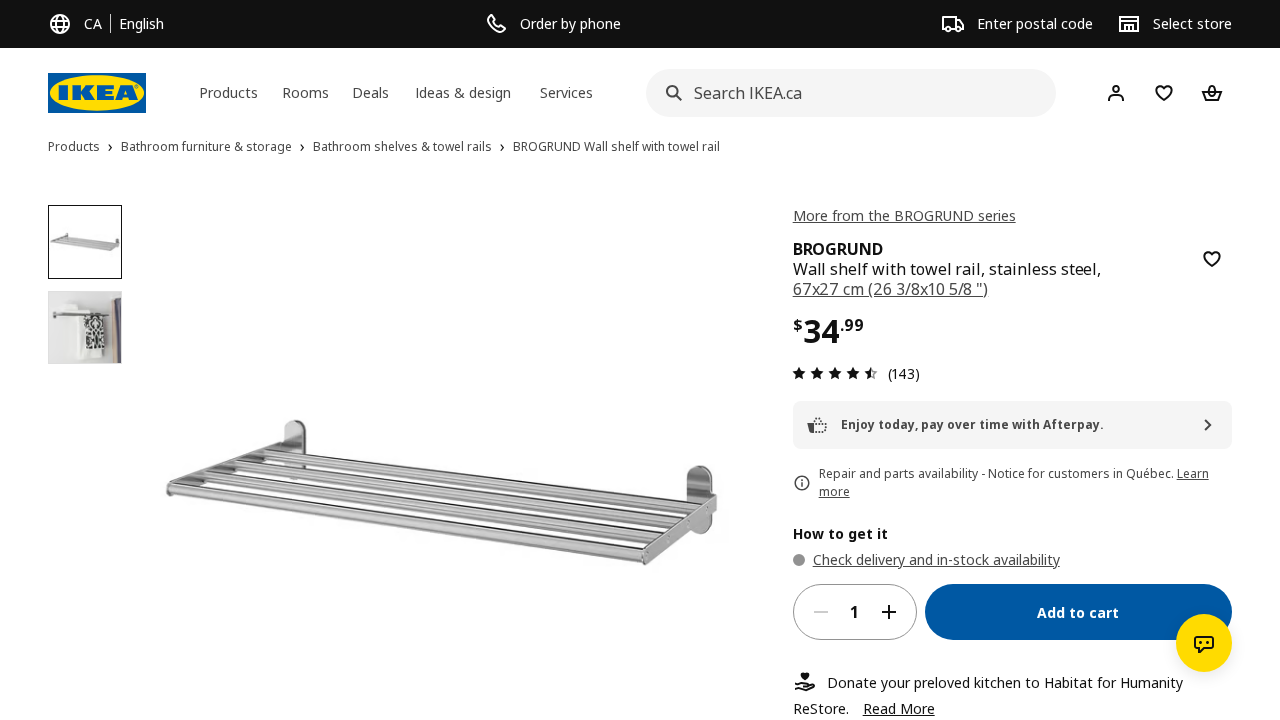 CA English
Order by phone
Enter postal code
Select store
IKEA
Products Rooms Deals Ideas & design Services
Search IKEA.ca
Products › Bathroom furniture & storage › Bathroom shelves & towel rails › BROGRUND Wall shelf with towel rail
More from the BROGRUND series
BROGRUND
Wall shelf with towel rail, stainless steel,
67x27 cm (26 3/8x10 5/8 ")
$34.99
(143)
Enjoy today, pay over time with Afterpay.
Repair and parts availability - Notice for customers in Québec. Learn
more
How to get it
Check delivery and in-stock availability
1
Add to cart
Donate your preloved kitchen to Habitat for Humanity
ReStore. Read More